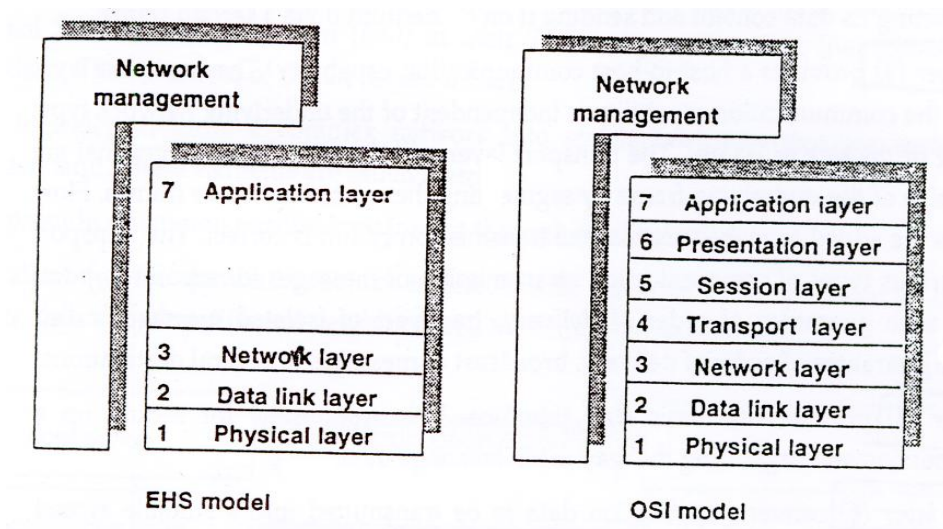 Network
management
7 Application layer
3 Network layer
2 Data link layer
1 Physical layer
EHS model
Network
management
7 Application layer
6 Presentation layer
5 Session layer
4 Transport layer
3 Network layer
2 Data link layer
1 Physical layer
OSI model